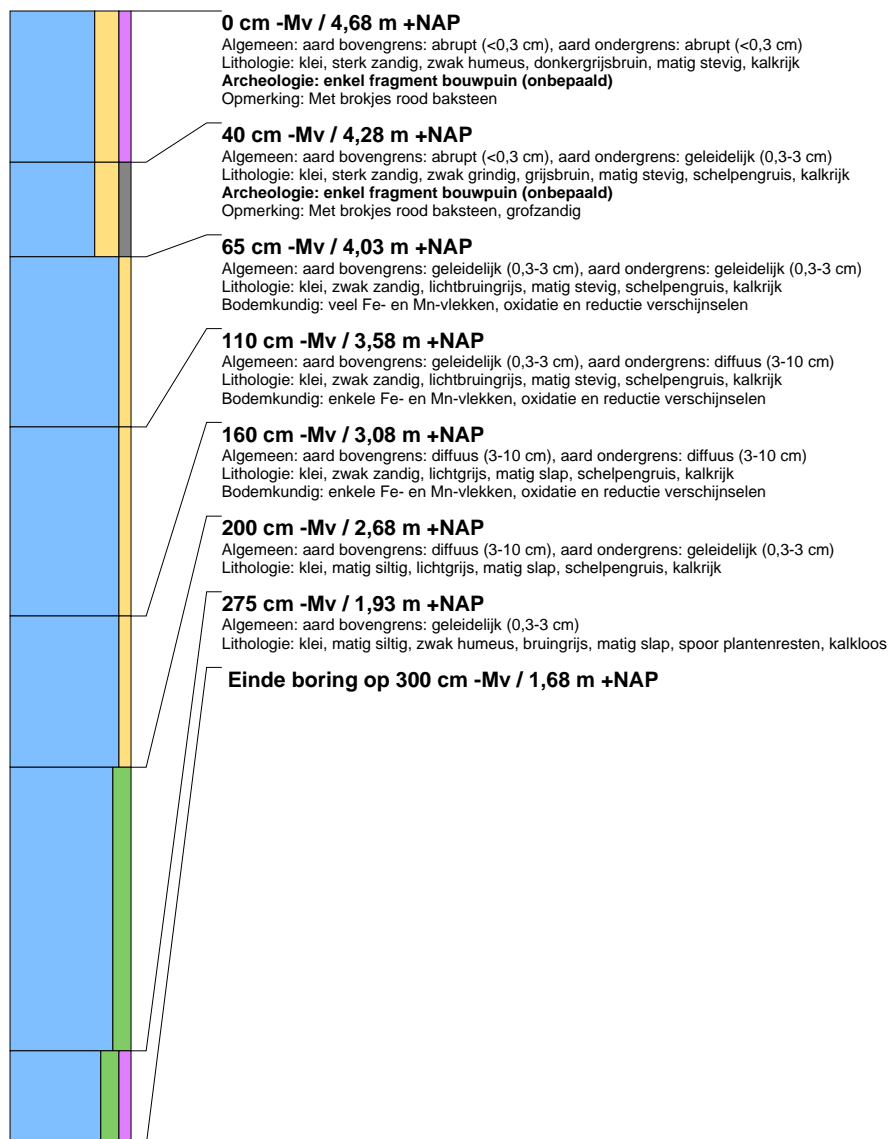 0 cm -Mv / 4,68 m +NAP
Algemeen: aard bovengrens: abrupt (<0,3 cm), aard ondergrens: abrupt (<0,3 cm)
Lithologie: klei, sterk zandig, zwak humeus, donkergrijsbruin, matig stevig, kalkrijk
Archeologie: enkel fragment bouwpuin (onbepaald)
Opmerking: Met brokjes rood baksteen
40 cm -Mv / 4,28 m +NAP
Algemeen: aard bovengrens: abrupt (<0,3 cm), aard ondergrens: geleidelijk (0,3-3 cm)
Lithologie: klei, sterk zandig, zwak grindig, grijsbruin, matig stevig, schelpengruis, kalkrijk
Archeologie: enkel fragment bouwpuin (onbepaald)
Opmerking: Met brokjes rood baksteen, grofzandig
65 cm -Mv / 4,03 m +NAP
Algemeen: aard bovengrens: geleidelijk (0,3-3 cm), aard ondergrens: geleidelijk (0,3-3 cm)
Lithologie: klei, zwak zandig, lichtbruingrijs, matig stevig, schelpengruis, kalkrijk
Bodemkundig: veel Fe- en Mn-vlekken, oxidatie en reductie verschijnselen
110 cm -Mv / 3,58 m +NAP
Algemeen: aard bovengrens: geleidelijk (0,3-3 cm), aard ondergrens: diffuus (3-10 cm)
Lithologie: klei, zwak zandig, lichtbruingrijs, matig stevig, schelpengruis, kalkrijk
Bodemkundig: enkele Fe- en Mn-vlekken, oxidatie en reductie verschijnselen
160 cm -Mv / 3,08 m +NAP
Algemeen: aard bovengrens: diffuus (3-10 cm), aard ondergrens: diffuus (3-10 cm)
Lithologie: klei, zwak zandig, lichtgrijs, matig slap, schelpengruis, kalkrijk
Bodemkundig: enkele Fe- en Mn-vlekken, oxidatie en reductie verschijnselen
200 cm -Mv / 2,68 m +NAP
Algemeen: aard bovengrens: diffuus (3-10 cm), aard ondergrens: geleidelijk (0,3-3 cm)
Lithologie: klei, matig siltig, lichtgrijs, matig slap, schelpengruis, kalkrijk
275 cm -Mv / 1,93 m +NAP
Algemeen: aard bovengrens: geleidelijk (0,3-3 cm)
Lithologie: klei, matig siltig, zwak humeus, bruingrijs, matig slap, spoor plantenresten, kalkloos
Einde boring op 300 cm -Mv / 1,68 m +NAP